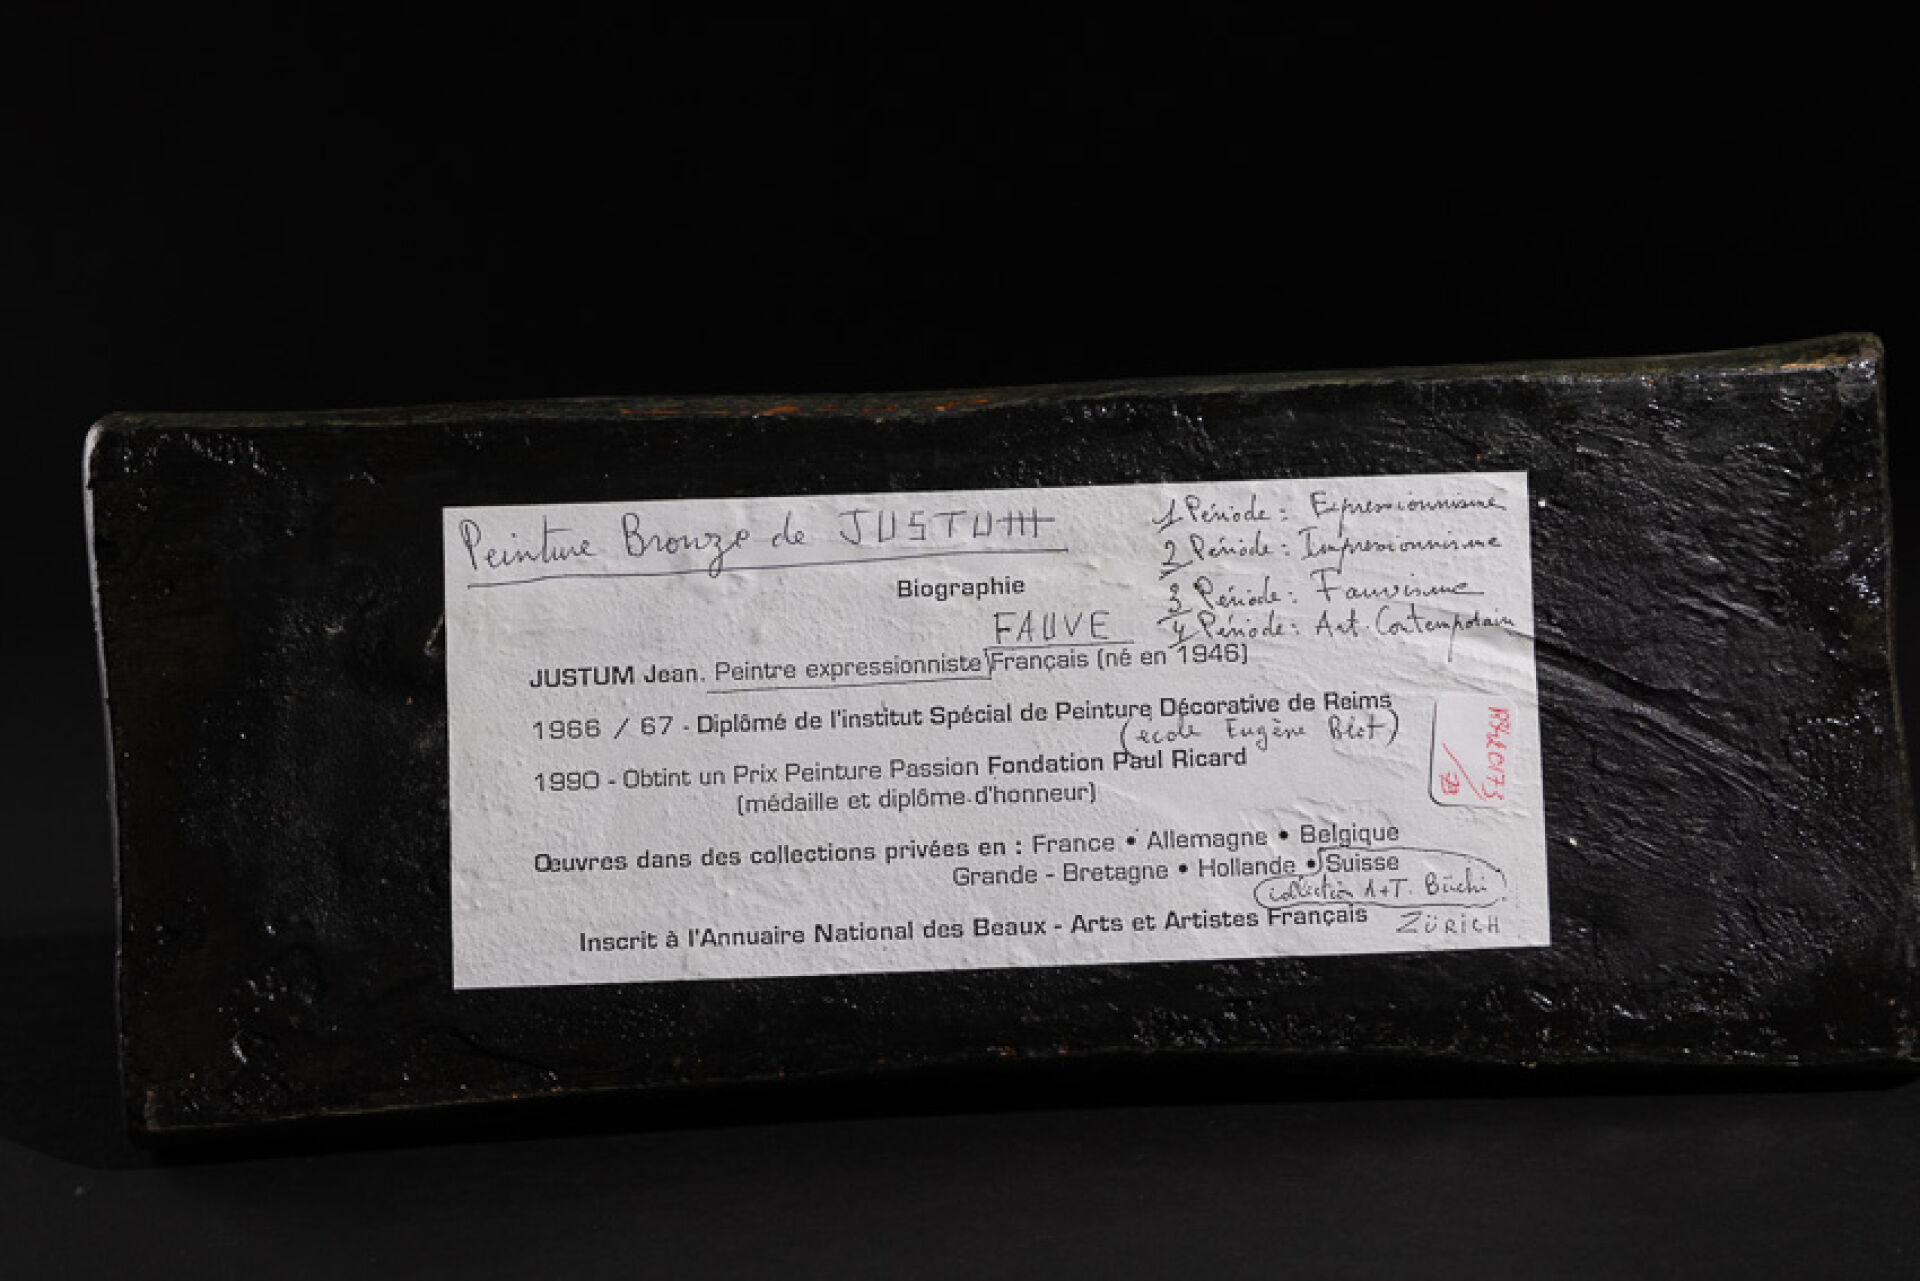 Peinture Bronze de JUSTUM
1 Période : Expressionnisme
2 Période : Impressionnisme
3 Période : Fauvisme
4 Période : Art. Contemporain
Biographie
FAUVE
JUSTUM Jean. Peintre expressionniste Français (né en 1946)
1966 / 67 - Diplômé de l'institut Spécial de Peinture Décorative de Reims
(école Eugène Blot)
1990 - Obtint un Prix Peinture Passion Fondation Paul Ricard
(médaille et diplôme d'honneur)
Œuvres dans des collections privées en : France • Allemagne • Belgique
Grande - Bretagne • Hollande • Suisse
collection A+T. Büchi
ZÜRICH
Inscrit à l'Annuaire National des Beaux - Arts et Artistes Français